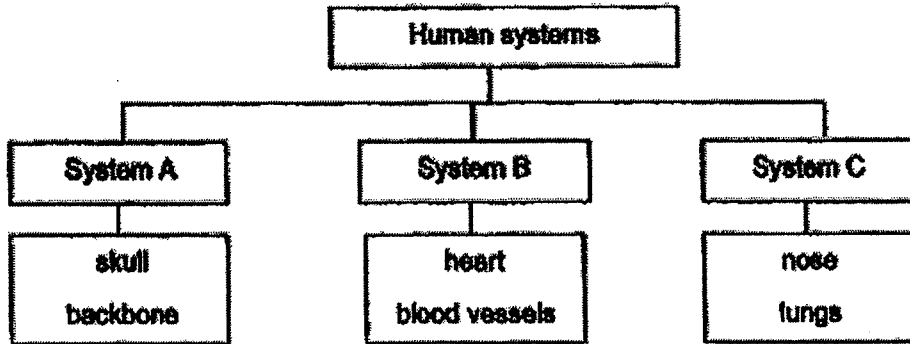 Human systems
System A
System B
System C
skull
backbone
heart
blood vessels
nose
lungs